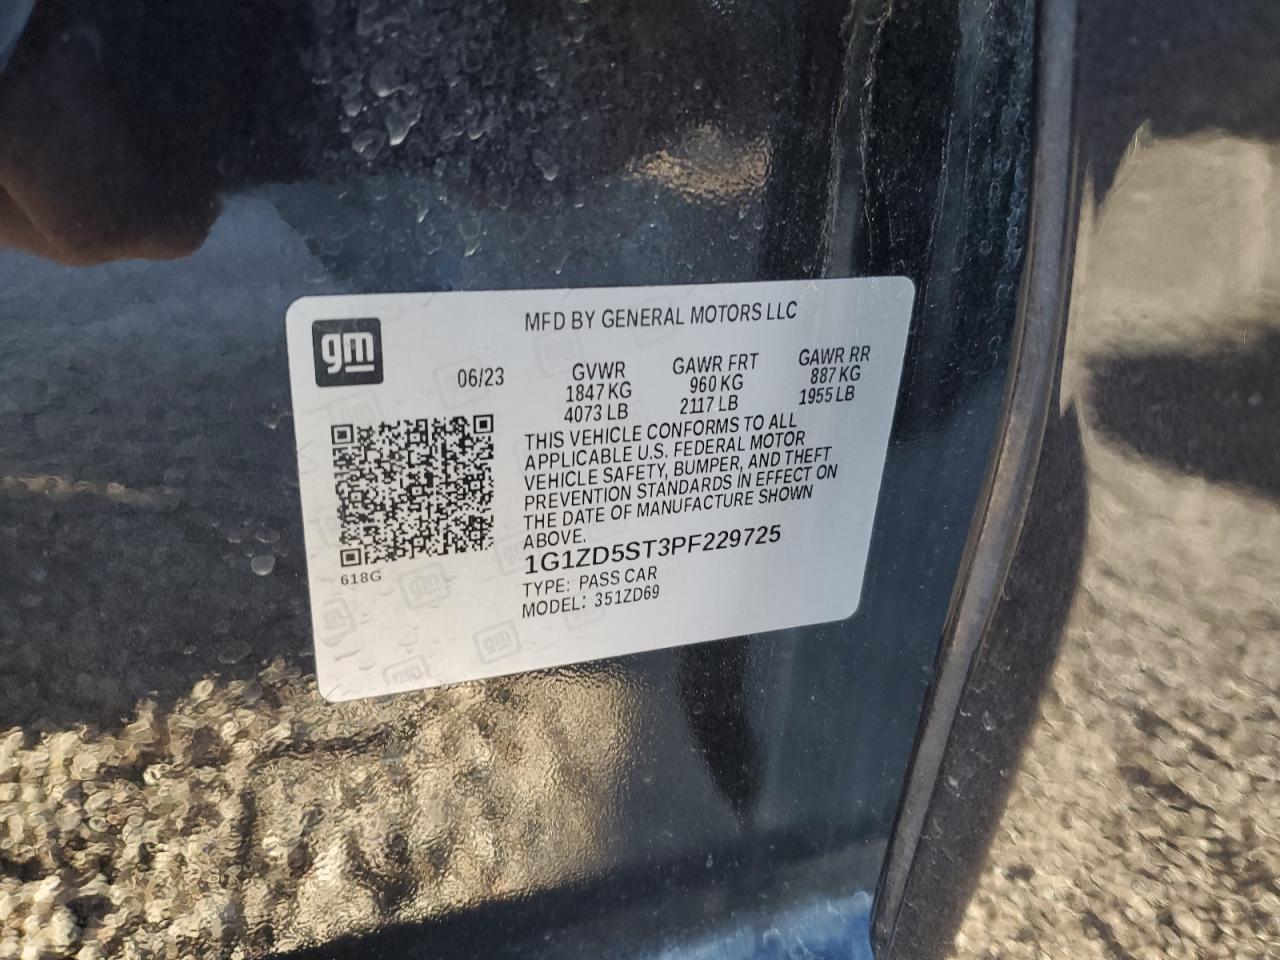 gm
MFD BY GENERAL MOTORS LLC
06/23 GVWR GAWR FRT GAWR RR
1847 KG 960 KG 887 KG
4073 LB 2117 LB 1955 LB
THIS VEHICLE CONFORMS TO ALL
APPLICABLE U.S. FEDERAL MOTOR
VEHICLE SAFETY, BUMPER, AND THEFT
PREVENTION STANDARDS IN EFFECT ON
THE DATE OF MANUFACTURE SHOWN
ABOVE.
1G1ZD5ST3PF229725
618G
TYPE: PASS CAR
MODEL: 351ZD69